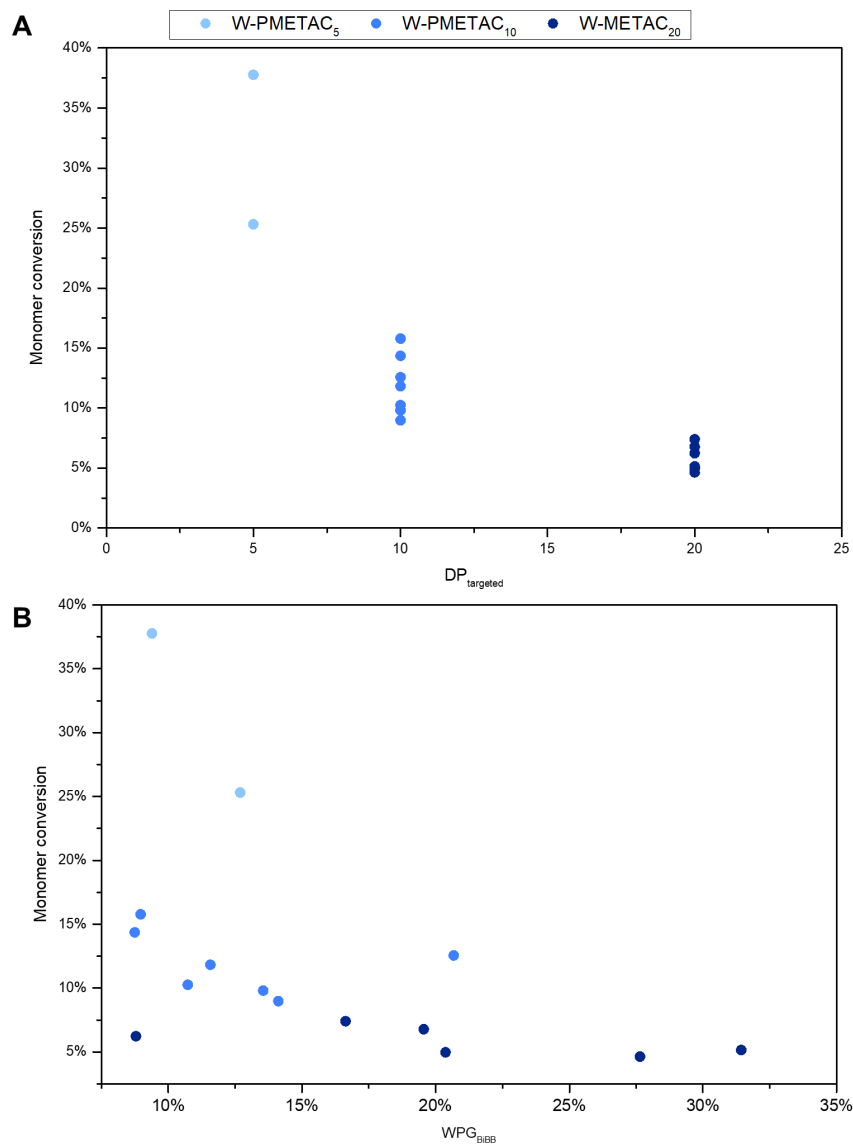 A
W-PMETAC5 W-PMETAC10 W-METAC20
40%
35%
30%
25%
20%
15%
10%
5%
0%
Monomer conversion
0 5 10 15 20 25
DPtargeted
B
40%
35%
30%
25%
20%
15%
10%
5%
Monomer conversion
10% 15% 20% 25% 30% 35%
WPGBiBB